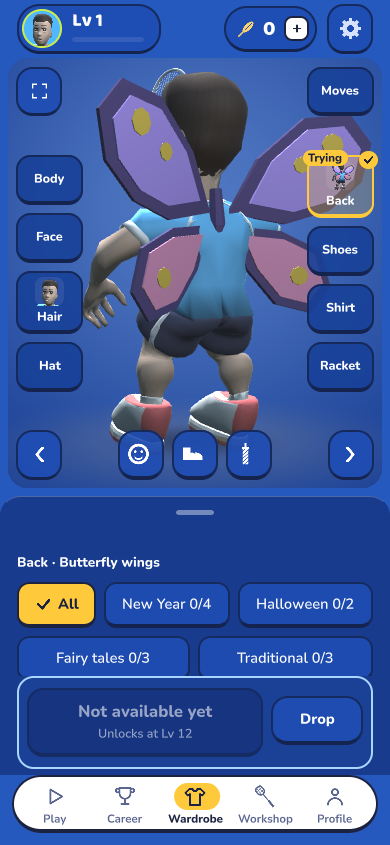 Lv 1
0
+
Moves
Trying
Body
Back
Face
Shoes
Hair
Shirt
Hat
Racket
Back · Butterfly wings
All
New Year 0/4
Halloween 0/2
Fairy tales 0/3
Traditional 0/3
Not available yet
Unlocks at Lv 12
Drop
Play
Career
Wardrobe
Workshop
Profile